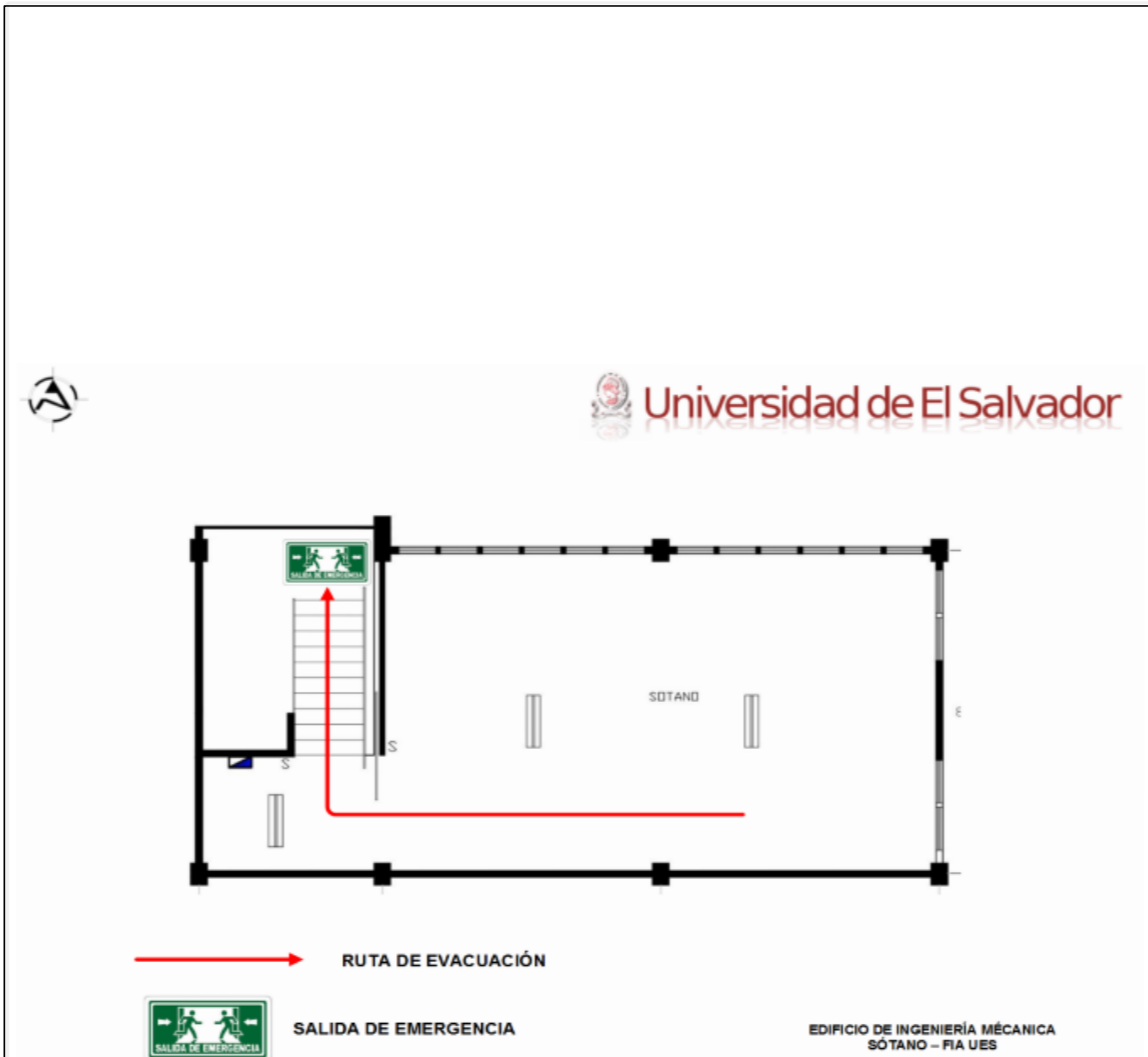 Universidad de El Salvador
SALIDA DE EMERGENCIA
SOTANO
S
S
RUTA DE EVACUACIÓN
SALIDA DE EMERGENCIA
SALIDA DE EMERGENCIA
EDIFICIO DE INGENIERÍA MÉCANICA
SÓTANO – FIA UES